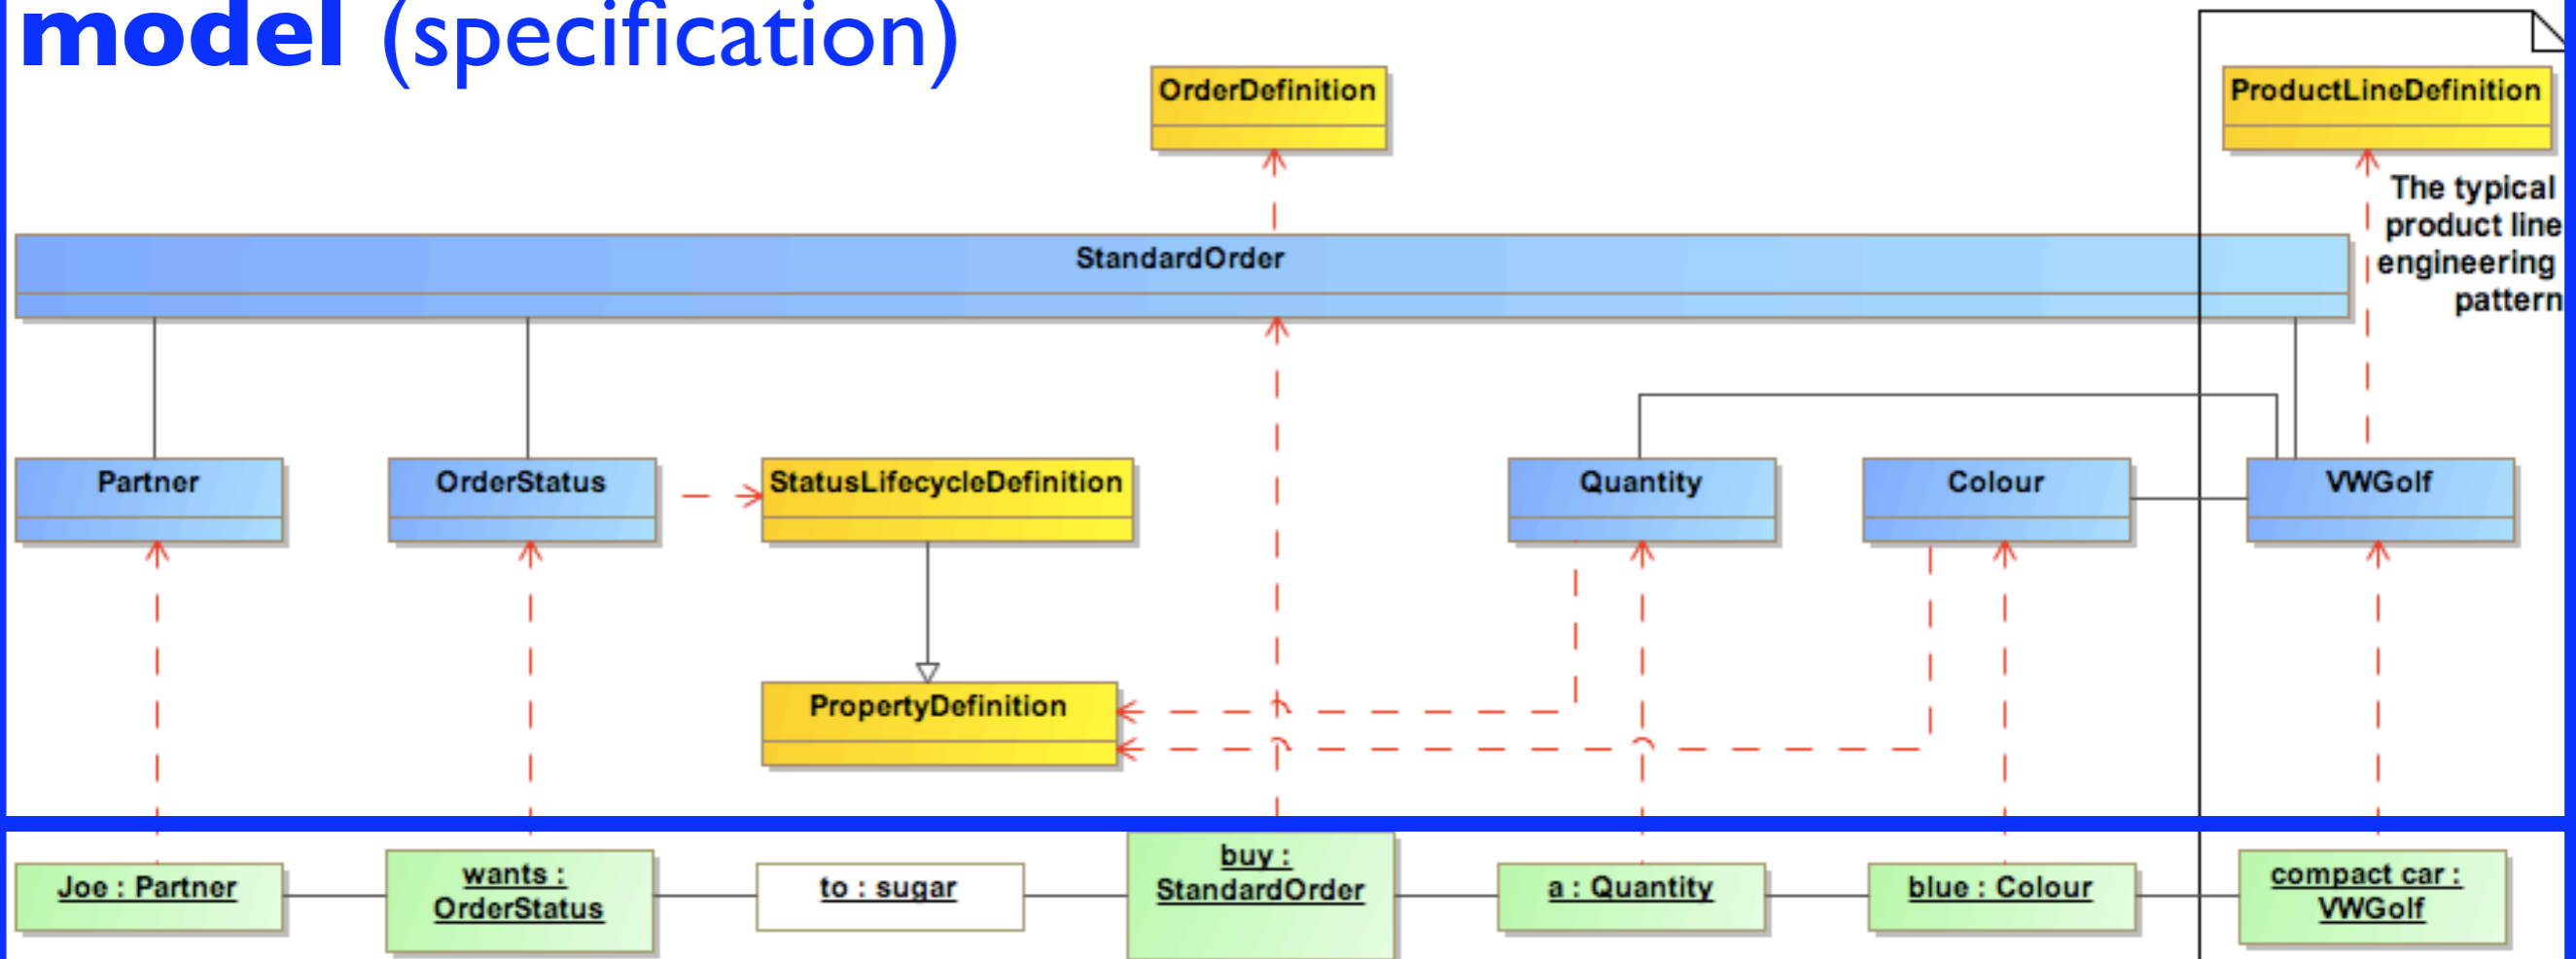 model (specification)
OrderDefinition
ProductLineDefinition
The typical
product line
engineering
pattern
StandardOrder
Partner
OrderStatus
StatusLifecycleDefinition
Quantity
Colour
VWGolf
PropertyDefinition
Joe : Partner
wants :
OrderStatus
to : sugar
buy :
StandardOrder
a : Quantity
blue : Colour
compact car :
VWGolf